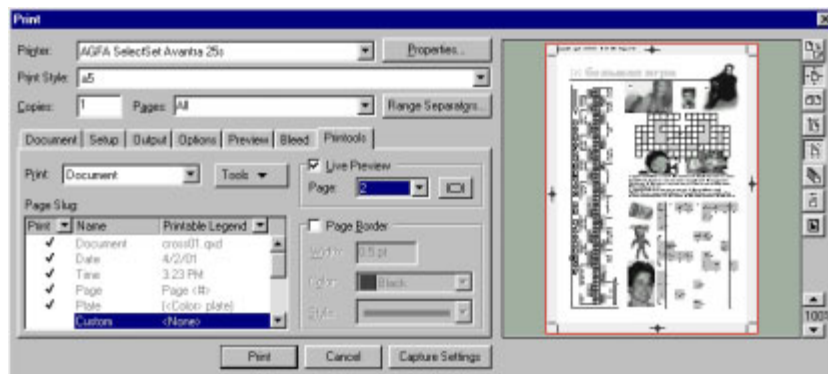 Print
Printer: AGFA SelectSet Avantra 25s Properties...
Print Style: a5
Copies: 1 Pages: All Range Separators...
Document Setup Output Options Preview Bleed Printools
Print: Document Tools Live Preview
Page: 2
Page Slug:
Print Name Printable Legend Page Border
Document cross01.qxd Width: 0.5 pt
Date 4/2/01
Time 3:23 PM Color: Black
Page Page <#>
Plate (<Color> plate) Style:
Custom <None>
Print Cancel Capture Settings
100%